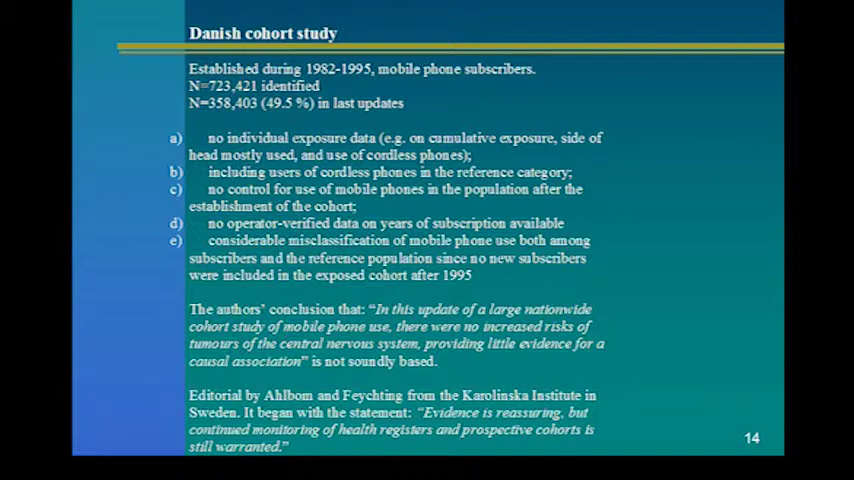 Danish cohort study
Established during 1982-1995, mobile phone subscribers.
N=723,421 identified
N=358,403 (49.5 %) in last updates
a) no individual exposure data (e.g. on cumulative exposure, side of
head mostly used, and use of cordless phones);
b) including users of cordless phones in the reference category;
c) no control for use of mobile phones in the population after the
establishment of the cohort;
d) no operator-verified data on years of subscription available
e) considerable misclassification of mobile phone use both among
subscribers and the reference population since no new subscribers
were included in the exposed cohort after 1995
The authors' conclusion that: “In this update of a large nationwide
cohort study of mobile phone use, there were no increased risks of
tumours of the central nervous system, providing little evidence for a
causal association” is not soundly based.
Editorial by Ahlbom and Feychting from the Karolinska Institute in
Sweden. It began with the statement: “Evidence is reassuring, but
continued monitoring of health registers and prospective cohorts is
still warranted.”
14